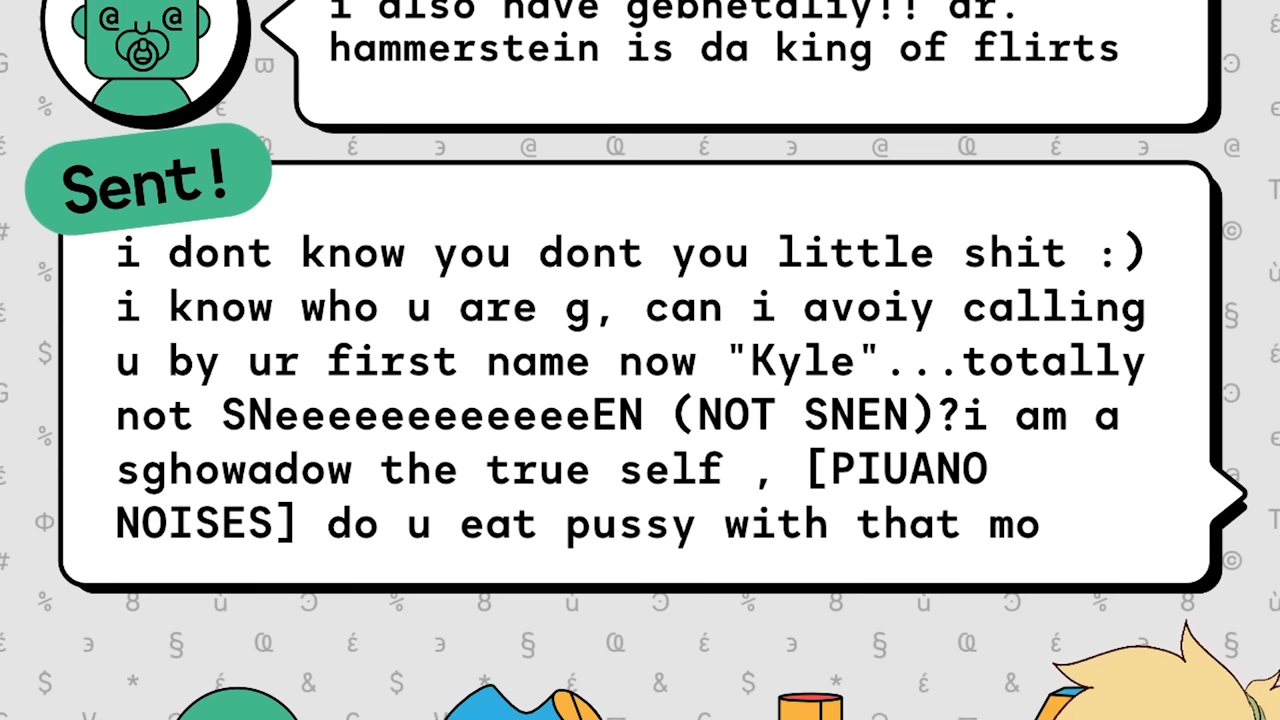 i also have gebnetaliy!! dr.
hammerstein is da king of flirts
Sent!
i dont know you dont you little shit :)
i know who u are g, can i avoiy calling
u by ur first name now "Kyle"...totally
not SNeeeeeeeeeeeeEN (NOT SNEN)?i am a
sghowadow the true self , [PIUANO
NOISES] do u eat pussy with that mo